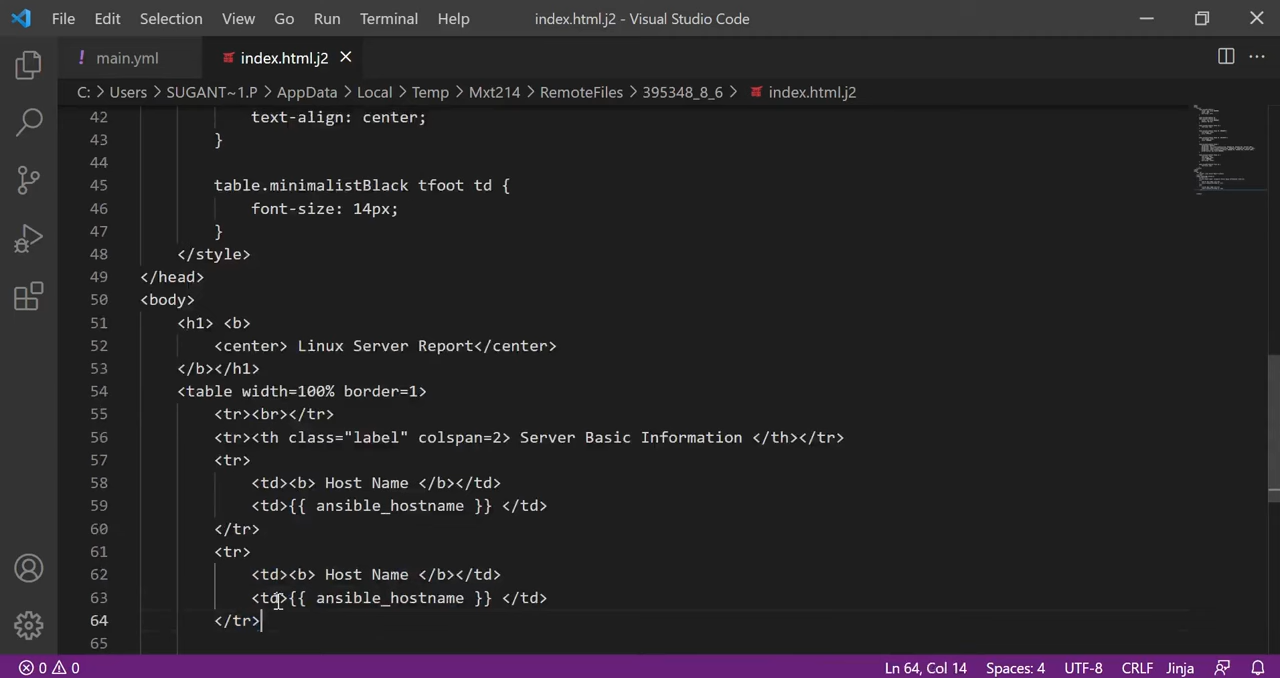 File Edit Selection View Go Run Terminal Help index.html.j2 - Visual Studio Code
! main.yml index.html.j2
C: > Users > SUGANT~1.P > AppData > Local > Temp > Mxt214 > RemoteFiles > 395348_8_6 > index.html.j2
42 text-align: center;
43 }
44
45 table.minimalistBlack tfoot td {
46 font-size: 14px;
47 }
48 </style>
49 </head>
50 <body>
51 <h1> <b>
52 <center> Linux Server Report</center>
53 </b></h1>
54 <table width=100% border=1>
55 <tr><br></tr>
56 <tr><th class="label" colspan=2> Server Basic Information </th></tr>
57 <tr>
58 <td><b> Host Name </b></td>
59 <td>{{ ansible_hostname }} </td>
60 </tr>
61 <tr>
62 <td><b> Host Name </b></td>
63 <td>{{ ansible_hostname }} </td>
64 </tr>
65
0 0 Ln 64, Col 14 Spaces: 4 UTF-8 CRLF Jinja